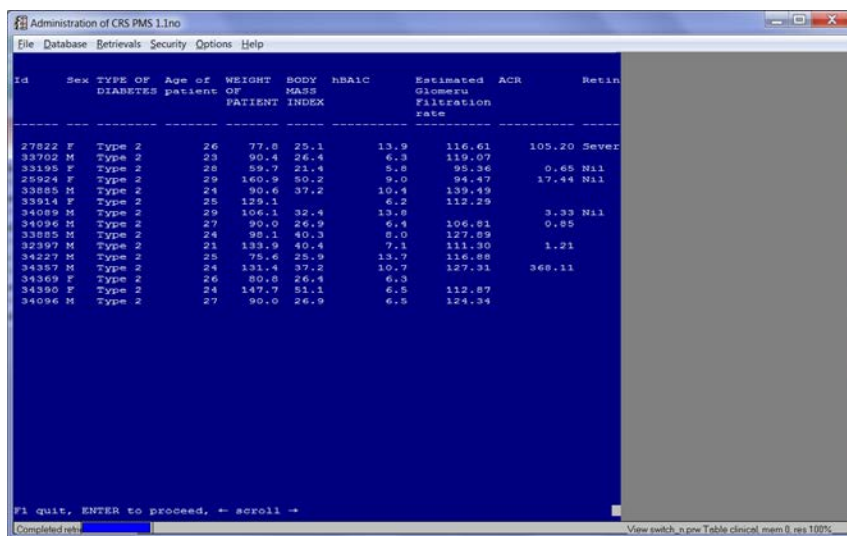 Administration of CRS PMS 1.1no
File Database Retrievals Security Options Help
Id Sex TYPE OF Age of WEIGHT BODY hBA1C Estimated ACR Retin
DIABETES patient OF MASS Glomeru
PATIENT INDEX Filtration
rate
------ --- -------- ------- ------- ----- ---------- ---------- ---------- -----
27822 F Type 2 26 77.8 25.1 13.9 116.61 105.20 Sever
33702 M Type 2 23 90.4 26.4 6.3 119.07
33195 F Type 2 28 59.7 21.4 5.8 95.36 0.65 Nil
25924 F Type 2 29 160.9 50.2 9.0 94.47 17.44 Nil
33885 M Type 2 24 90.6 37.2 10.4 139.49
33914 F Type 2 25 129.1 6.2 112.29
34089 M Type 2 29 106.1 32.4 13.8 3.33 Nil
34096 M Type 2 27 90.0 26.9 6.4 106.81 0.85
33885 M Type 2 24 98.1 40.3 8.0 127.89
32397 M Type 2 21 133.9 40.4 7.1 111.30 1.21
34227 M Type 2 25 75.6 25.9 13.7 116.88
34357 M Type 2 24 131.4 37.2 10.7 127.31 368.11
34369 F Type 2 26 80.8 26.4 6.3
34390 F Type 2 24 147.7 51.1 6.5 112.87
34096 M Type 2 27 90.0 26.9 6.5 124.34
F1 quit, ENTER to proceed, ← scroll →
Completed retri View switch_n.prw Table clinical, mem 0, res 100%